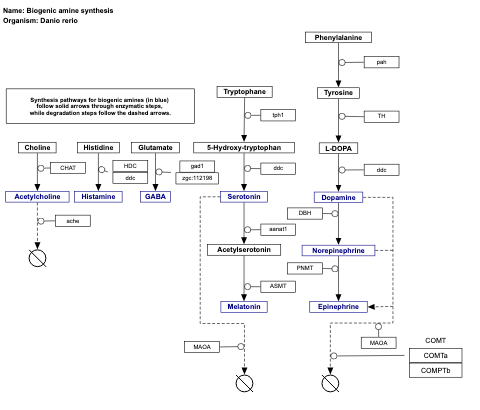 Name: Biogenic amine synthesis
Organism: Danio rerio
Phenylalanine
pah
Synthesis pathways for biogenic amines (in blue)
follow solid arrows through enzymatic steps,
while degradation steps follow the dashed arrows.
Tryptophane
Tyrosine
tph1
TH
Choline
Histidine
Glutamate
5-Hydroxy-tryptophan
L-DOPA
CHAT
HDC
ddc
gad1
zgc:112198
ddc
ddc
Acetylcholine
Histamine
GABA
Serotonin
Dopamine
ache
DBH
aanat1
Acetylserotonin
Norepinephrine
PNMT
ASMT
Melatonin
Epinephrine
MAOA
MAOA
COMT
COMTa
COMPTb